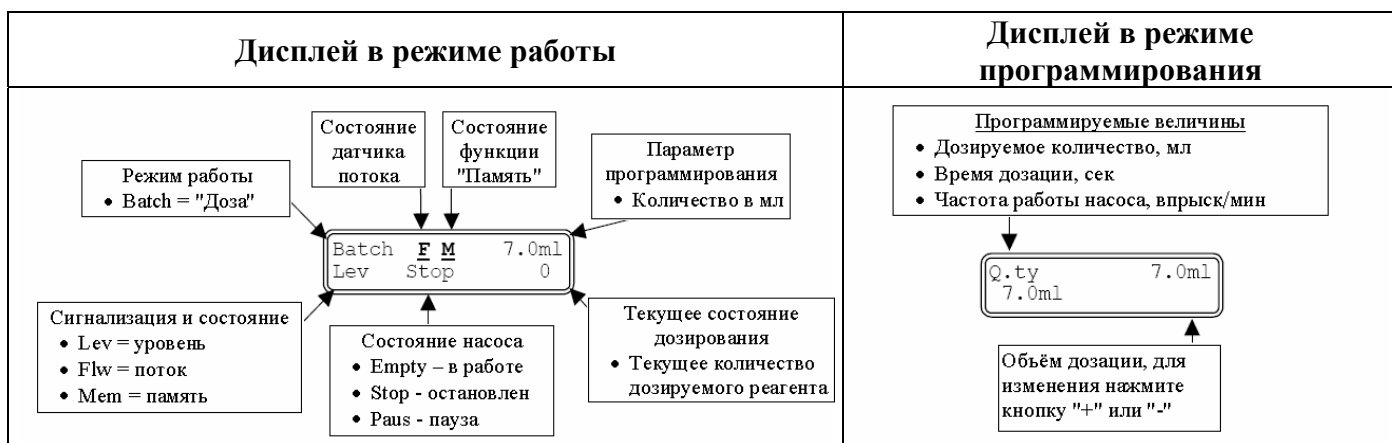 Дисплей в режиме работы
Дисплей в режиме
программирования
Состояние
датчика
потока
Состояние
функции
"Память"
Параметр
программирования
• Количество в мл
Режим работы
• Batch = "Доза"
Batch F M 7.0ml
Lev Stop 0
Сигнализация и состояние
• Lev = уровень
• Flw = поток
• Mem = память
Состояние насоса
• Empty – в работе
• Stop - остановлен
• Paus - пауза
Текущее состояние
дозирования
• Текущее количество
дозируемого реагента
Программируемые величины
• Дозируемое количество, мл
• Время дозации, сек
• Частота работы насоса, впрыск/мин
Q.ty 7.0ml
7.0ml
Объём дозации, для
изменения нажмите
кнопку "+" или "-"